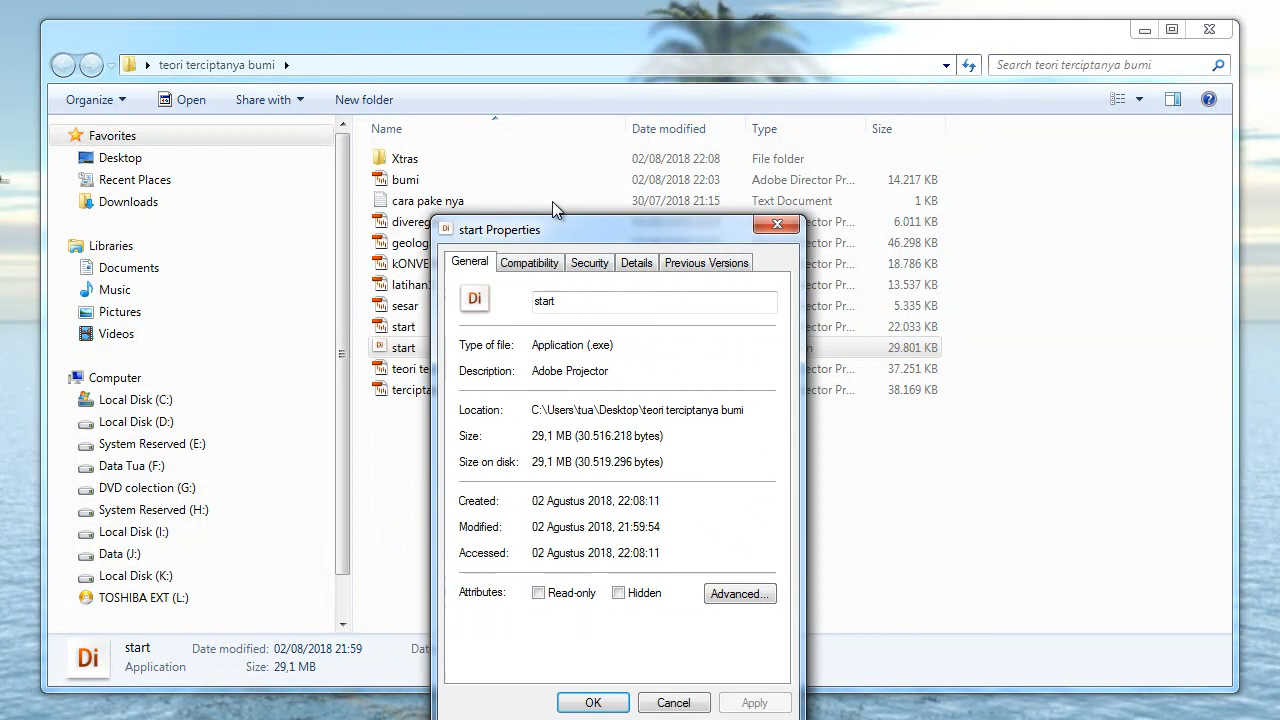 teori terciptanya bumi
Search teori terciptanya bumi
Organize Open Share with New folder
Favorites
Desktop
Recent Places
Downloads
Libraries
Documents
Music
Pictures
Videos
Computer
Local Disk (C:)
Local Disk (D:)
System Reserved (E:)
Data Tua (F:)
DVD colection (G:)
System Reserved (H:)
Local Disk (I:)
Data (J:)
Local Disk (K:)
TOSHIBA EXT (L:)
Name Date modified Type Size
Xtras 02/08/2018 22:08 File folder
bumi 02/08/2018 22:03 Adobe Director Pr... 14.217 KB
cara pake nya 30/07/2018 21:15 Text Document 1 KB
6.011 KB
46.298 KB
18.786 KB
13.537 KB
sesar 5.335 KB
start 22.033 KB
start 29.801 KB
37.251 KB
38.169 KB
start Properties
General Compatibility Security Details Previous Versions
Di start
Type of file: Application (.exe)
Description: Adobe Projector
Location: C:\Users\tua\Desktop\teori terciptanya bumi
Size: 29,1 MB (30.516.218 bytes)
Size on disk: 29,1 MB (30.519.296 bytes)
Created: 02 Agustus 2018, 22:08:11
Modified: 02 Agustus 2018, 21:59:54
Accessed: 02 Agustus 2018, 22:08:11
Attributes: Read-only Hidden Advanced...
OK Cancel Apply
Di
start Date modified: 02/08/2018 21:59
Application Size: 29,1 MB